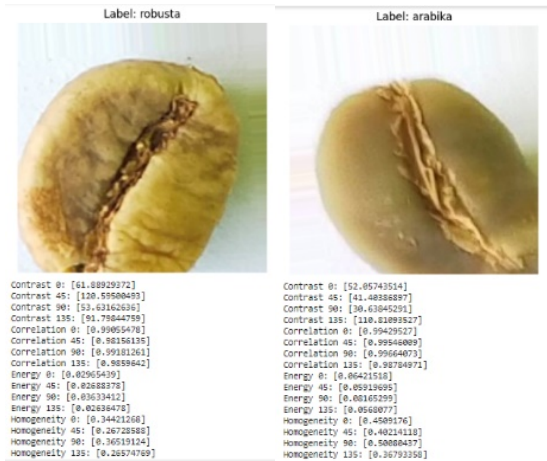 Label: robusta
Contrast 0: [61.88929372]
Contrast 45: [120.59500493]
Contrast 90: [53.63162636]
Contrast 135: [91.79844759]
Correlation 0: [0.99055478]
Correlation 45: [0.98156135]
Correlation 90: [0.99181261]
Correlation 135: [0.9859642]
Energy 0: [0.02965439]
Energy 45: [0.02688378]
Energy 90: [0.03633412]
Energy 135: [0.02636478]
Homogeneity 0: [0.34421268]
Homogeneity 45: [0.26728588]
Homogeneity 90: [0.36519124]
Homogeneity 135: [0.26574769]
Label: arabika
Contrast 0: [52.05743514]
Contrast 45: [41.40386897]
Contrast 90: [30.63845291]
Contrast 135: [110.81093527]
Correlation 0: [0.99429527]
Correlation 45: [0.99546009]
Correlation 90: [0.99664073]
Correlation 135: [0.98784971]
Energy 0: [0.06421518]
Energy 45: [0.05919695]
Energy 90: [0.08165299]
Energy 135: [0.0568077]
Homogeneity 0: [0.4509176]
Homogeneity 45: [0.40214118]
Homogeneity 90: [0.50080437]
Homogeneity 135: [0.36793358]